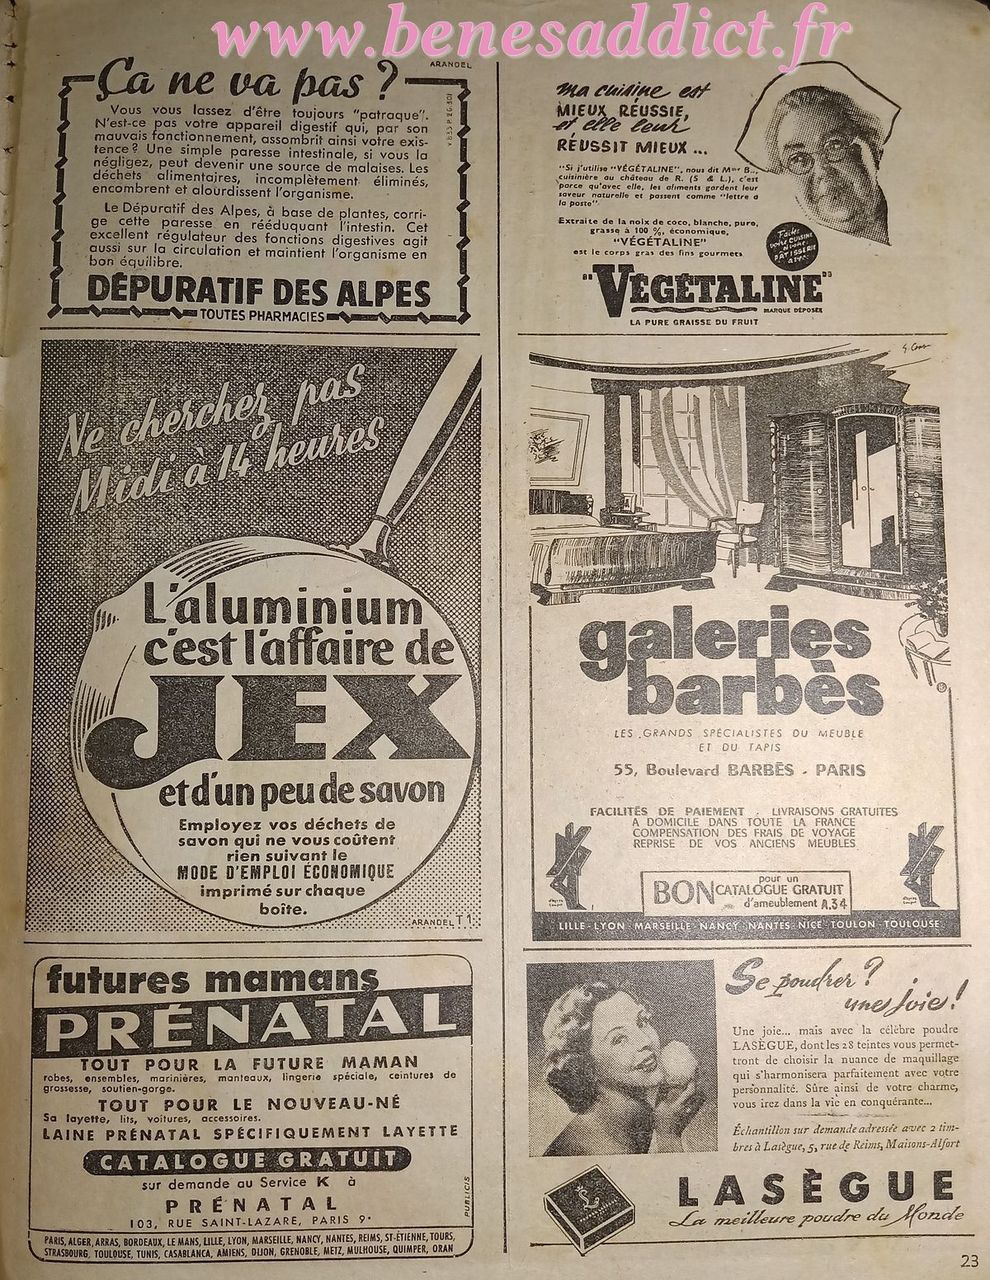 www.benesaddict.fr
ARANDEL
Ça ne va pas ?
Vous vous lassez d'être toujours "patraque".
N'est-ce pas votre appareil digestif qui, par son
mauvais fonctionnement, assombrit ainsi votre exis-
tence ? Une simple paresse intestinale, si vous la
négligez, peut devenir une source de malaises. Les
déchets alimentaires, incomplètement éliminés,
encombrent et alourdissent l'organisme.
Le Dépuratif des Alpes, à base de plantes, corri-
ge cette paresse en rééduquant l'intestin. Cet
excellent régulateur des fonctions digestives agit
aussi sur la circulation et maintient l'organisme en
bon équilibre.
DÉPURATIF DES ALPES
TOUTES PHARMACIES
ma cuisine est
MIEUX RÉUSSIE,
et elle leur
RÉUSSIT MIEUX ...
"Si j'utilise "VÉGÉTALINE", nous dit Mme B.,
cuisinière au château de R. (S & L.), c'est
parce qu'avec elle, les aliments gardent leur
saveur naturelle et passent comme "lettre à
la poste".
Extraite de la noix de coco, blanche, pure,
grasse à 100 %, économique,
"VÉGÉTALINE"
est le corps gras des fins gourmets
Faites
votre CUISINE
PÂTISSERIE
avec
"VÉGÉTALINE"
MARQUE DÉPOSÉE
LA PURE GRAISSE DU FRUIT
Ne cherchez pas
Midi à 14 heures
L'aluminium
c'est l'affaire de
JEX
et d'un peu de savon
Employez vos déchets de
savon qui ne vous coûtent
rien suivant le
MODE D'EMPLOI ÉCONOMIQUE
imprimé sur chaque
boîte.
ARANDEL T1
galeries
barbès
LES GRANDS SPÉCIALISTES DU MEUBLE
ET DU TAPIS
55, Boulevard BARBÈS - PARIS
FACILITÉS DE PAIEMENT - LIVRAISONS GRATUITES
A DOMICILE DANS TOUTE LA FRANCE
COMPENSATION DES FRAIS DE VOYAGE
REPRISE DE VOS ANCIENS MEUBLES
BON pour un
CATALOGUE GRATUIT
d'ameublement A.34
LILLE - LYON - MARSEILLE - NANCY - NANTES - NICE - TOULON - TOULOUSE
futures mamans
PRÉNATAL
TOUT POUR LA FUTURE MAMAN
robes, ensembles, marinières, manteaux, lingerie spéciale, ceintures de
grossesse, soutien-gorge.
TOUT POUR LE NOUVEAU-NÉ
Sa layette, lits, voitures, accessoires.
LAINE PRÉNATAL SPÉCIFIQUEMENT LAYETTE
CATALOGUE GRATUIT
sur demande au Service K à
PRÉNATAL
103, RUE SAINT-LAZARE, PARIS 9e
PUBLICIS
PARIS, ALGER, ARRAS, BORDEAUX, LE MANS, LILLE, LYON, MARSEILLE, NANCY, NANTES, REIMS, ST-ÉTIENNE, TOURS,
STRASBOURG, TOULOUSE, TUNIS, CASABLANCA, AMIENS, DIJON, GRENOBLE, METZ, MULHOUSE, QUIMPER, ORAN
Se poudrer ?
une joie !
Une joie... mais avec la célèbre poudre
LASÈGUE, dont les 28 teintes vous permet-
tront de choisir la nuance de maquillage
qui s'harmonisera parfaitement avec votre
personnalité. Sûre ainsi de votre charme,
vous irez dans la vie en conquérante...
Échantillon sur demande adressée avec 2 tim-
bres à Lasègue, 5, rue de Reims, Maisons-Alfort
LASÈGUE
La meilleure poudre du Monde
23